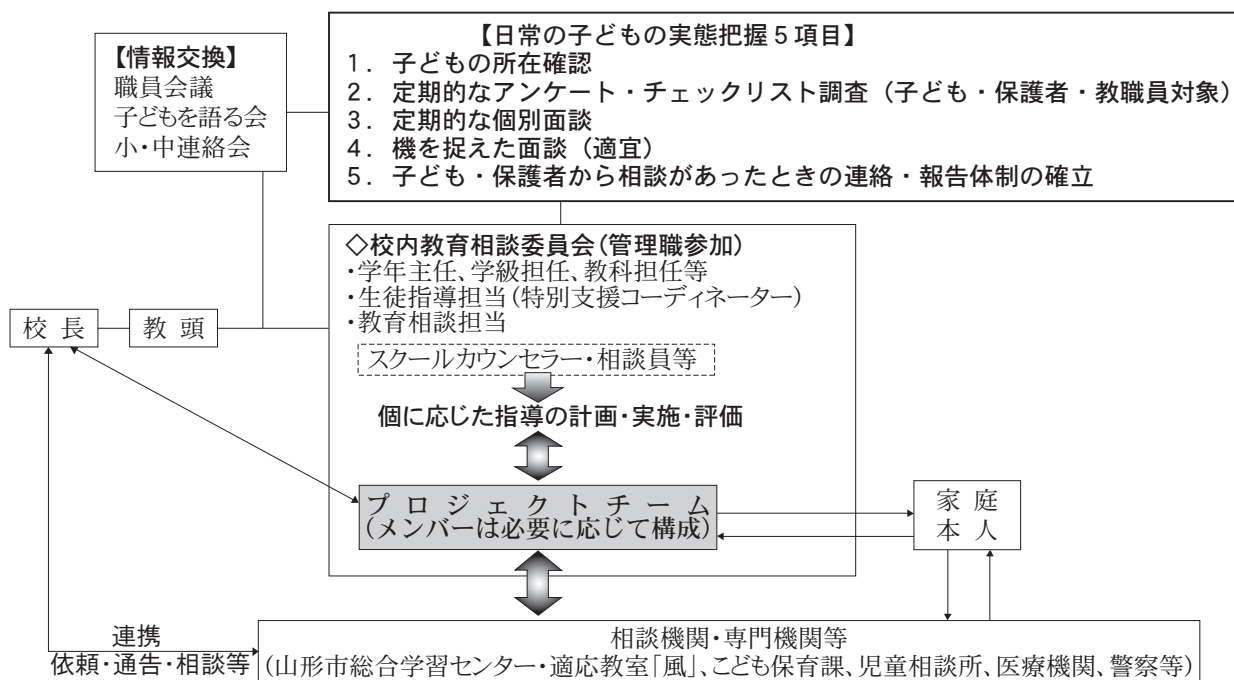 【情報交換】
職員会議
子どもを語る会
小・中連絡会
【日常の子どもの実態把握5項目】
1．子どもの所在確認
2．定期的なアンケート・チェックリスト調査（子ども・保護者・教職員対象）
3．定期的な個別面談
4．機を捉えた面談（適宜）
5．子ども・保護者から相談があったときの連絡・報告体制の確立
◇校内教育相談委員会(管理職参加)
・学年主任、学級担任、教科担任等
・生徒指導担当(特別支援コーディネーター)
・教育相談担当
スクールカウンセラー・相談員等
個に応じた指導の計画・実施・評価
校長
教頭
プロジェクトチーム
(メンバーは必要に応じて構成)
家庭
本人
連携
依頼・通告・相談等
相談機関・専門機関等
(山形市総合学習センター・適応教室「風」、こども保育課、児童相談所、医療機関、警察等)